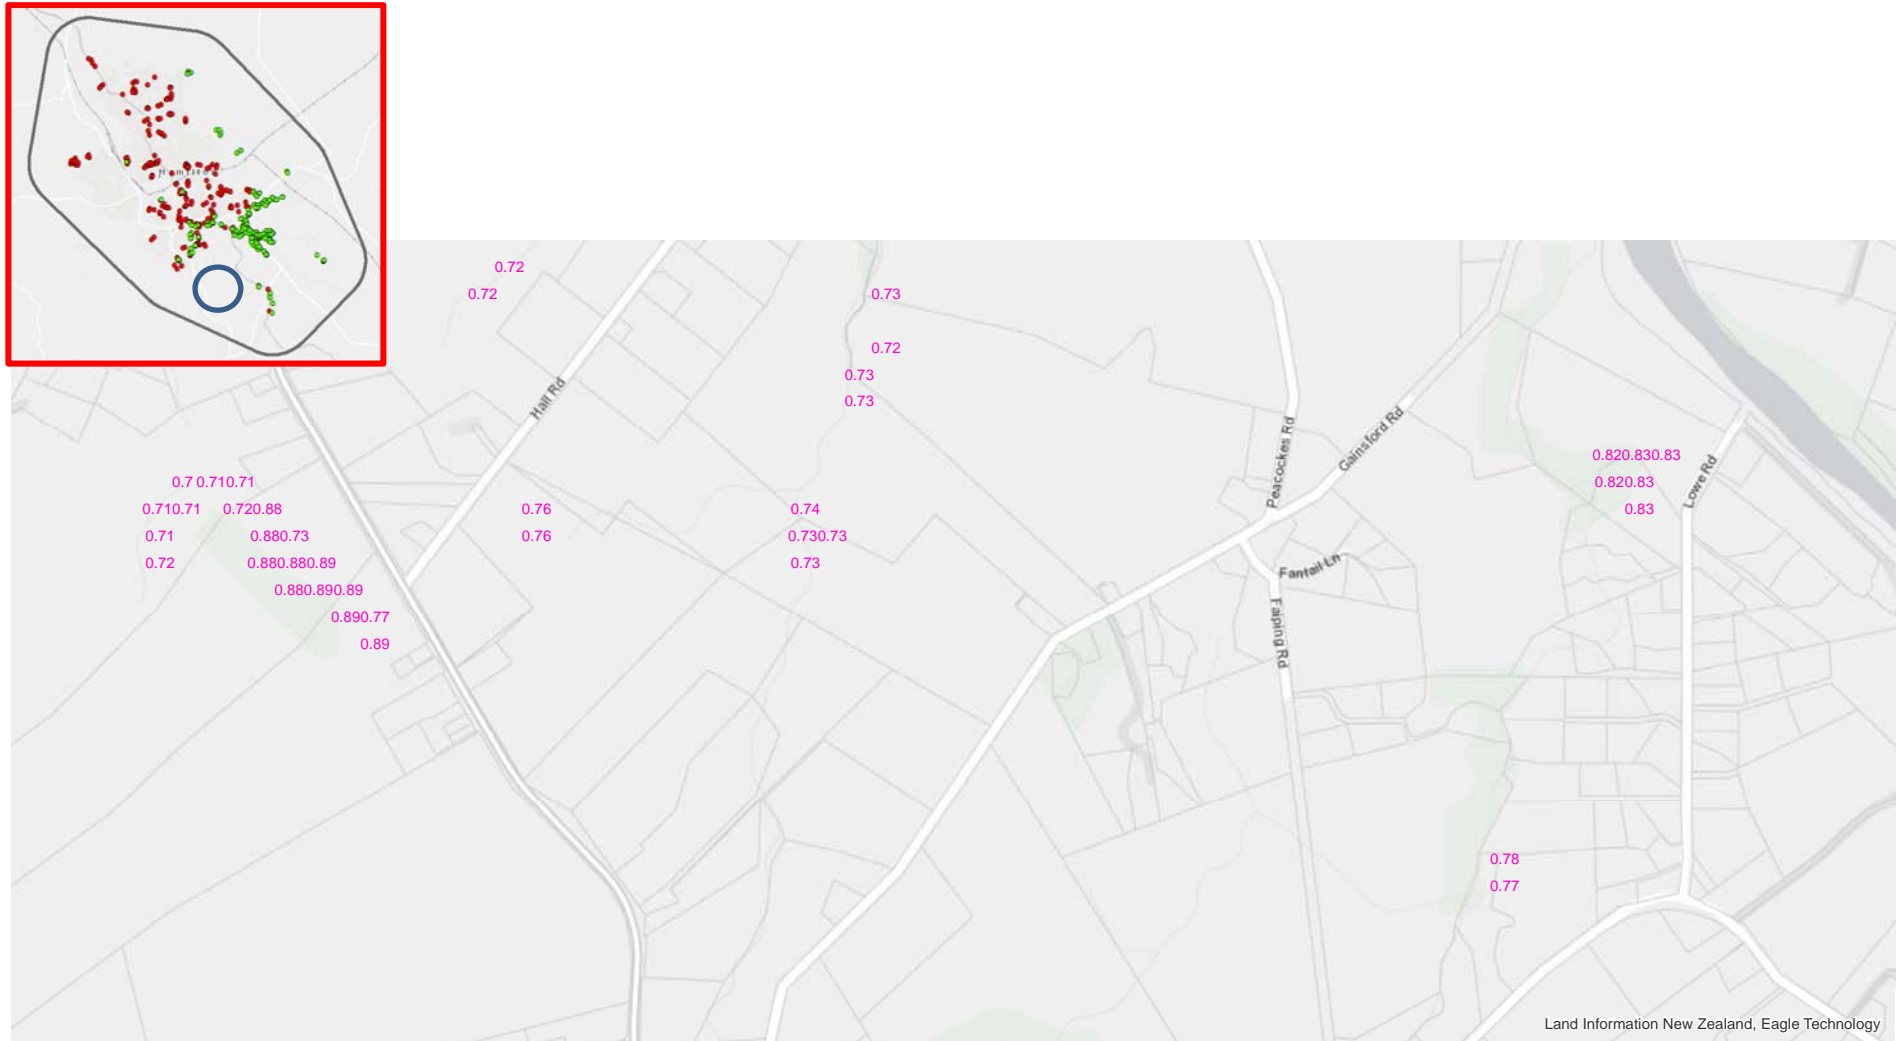 Hamilton
0.72
0.72
0.73
0.72
0.73
0.73
Hall Rd
Peacockes Rd
Gainsford Rd
0.820.830.83
0.820.83
0.83
Lowe Rd
0.7 0.710.71
0.710.71 0.720.88
0.71 0.880.73
0.72 0.880.880.89
0.880.890.89
0.890.77
0.89
0.76
0.76
0.74
0.730.73
0.73
Fantail Ln
Faiping Rd
0.78
0.77
Land Information New Zealand, Eagle Technology